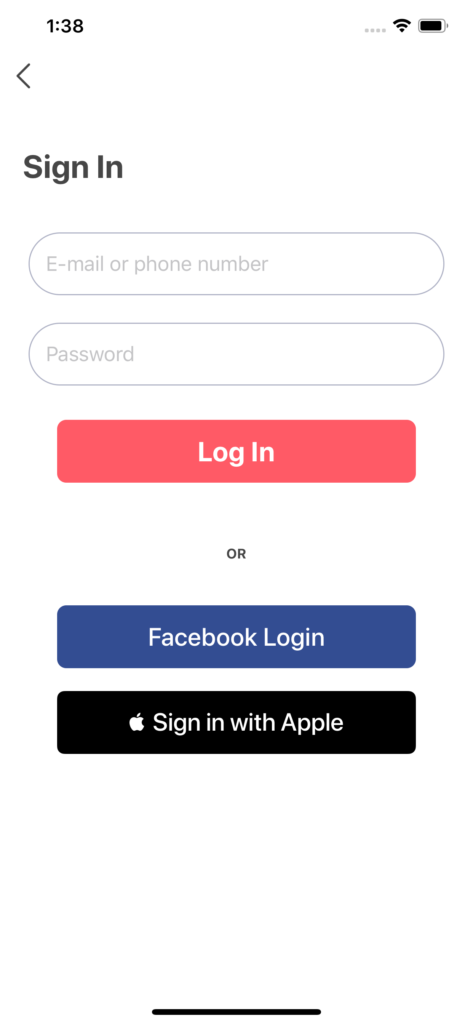 1:38
Sign In
E-mail or phone number
Password
Log In
OR
Facebook Login
Sign in with Apple